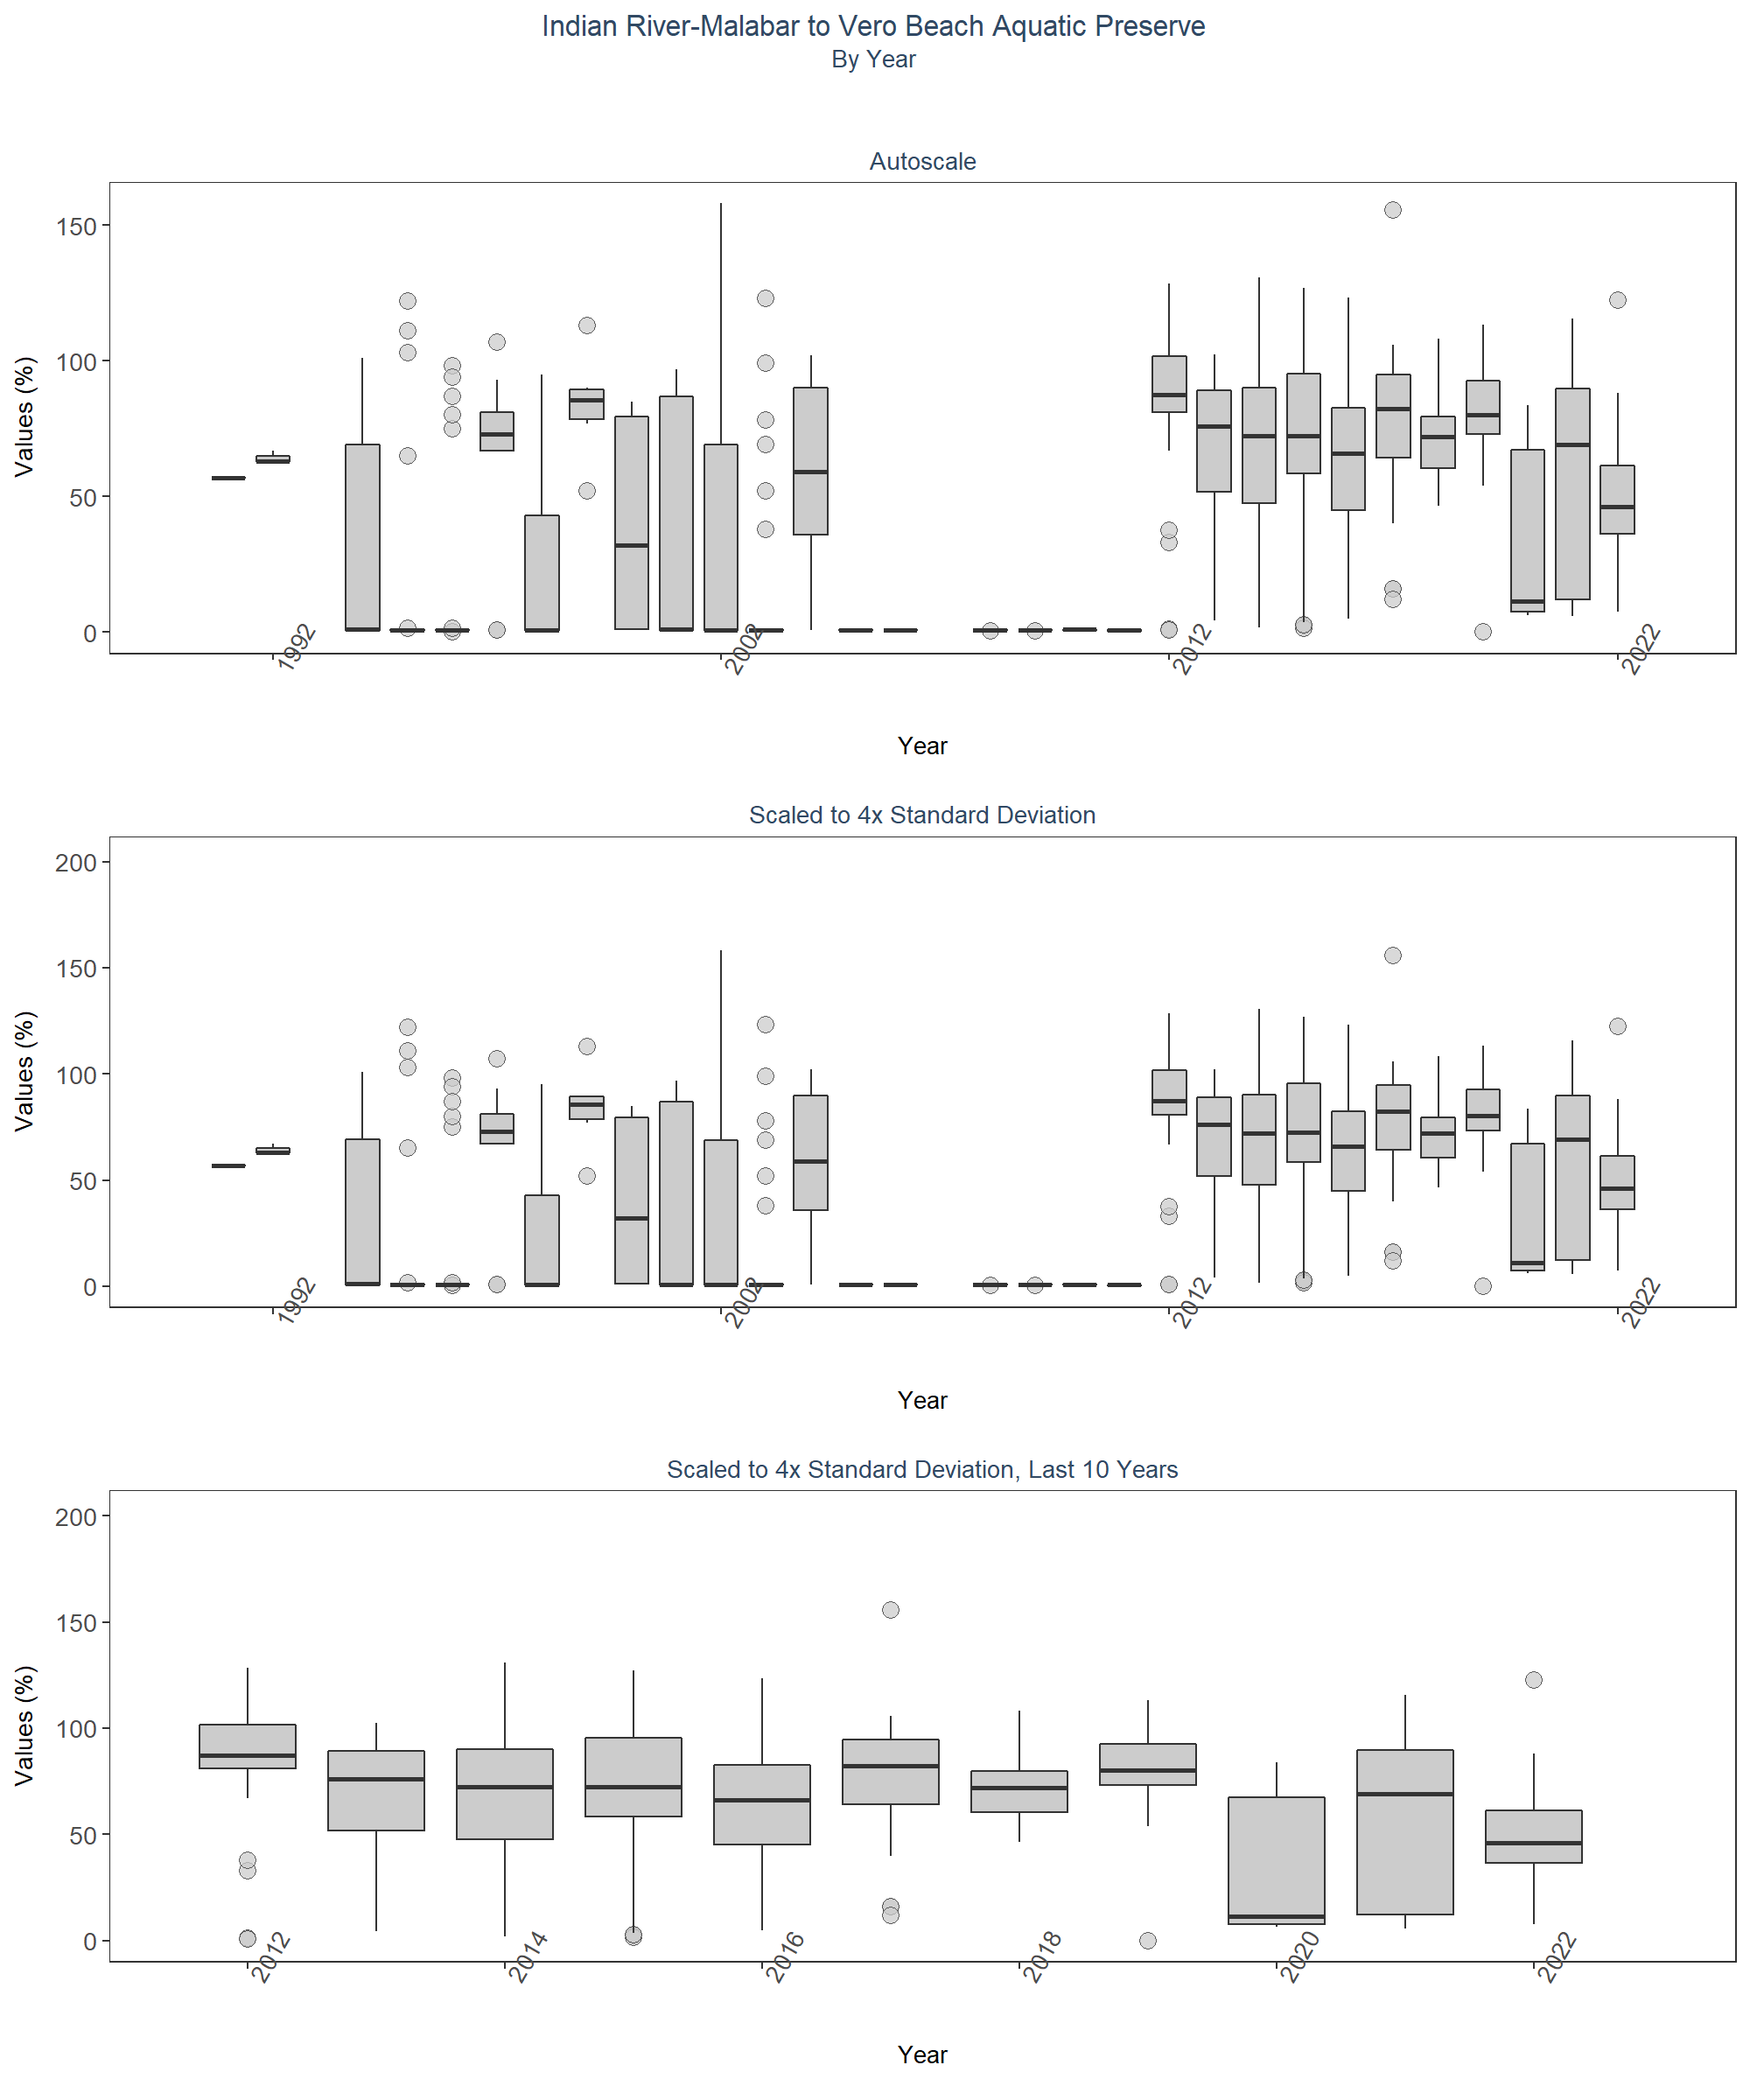 Indian River-Malabar to Vero Beach Aquatic Preserve
By Year
Autoscale
Values (%)
150
100
50
0
1992
2002
2012
2022
Year
Scaled to 4x Standard Deviation
Values (%)
200
150
100
50
0
1992
2002
2012
2022
Year
Scaled to 4x Standard Deviation, Last 10 Years
Values (%)
200
150
100
50
0
2012
2014
2016
2018
2020
2022
Year